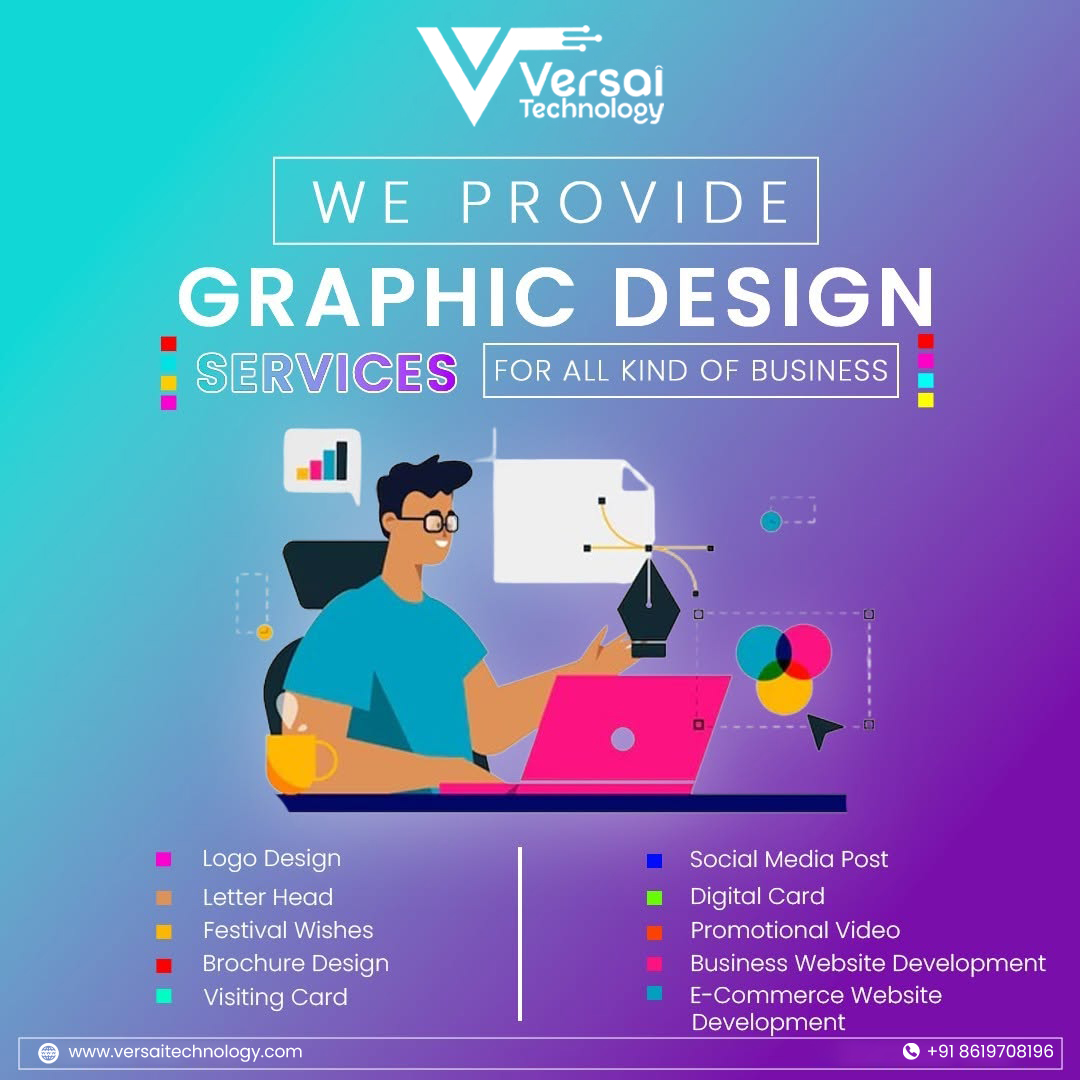 Versaî
Technology
WE PROVIDE
GRAPHIC DESIGN
SERVICES
FOR ALL KIND OF BUSINESS
Logo Design
Letter Head
Festival Wishes
Brochure Design
Visiting Card
Social Media Post
Digital Card
Promotional Video
Business Website Development
E-Commerce Website
Development
www.versaitechnology.com
+91 8619708196